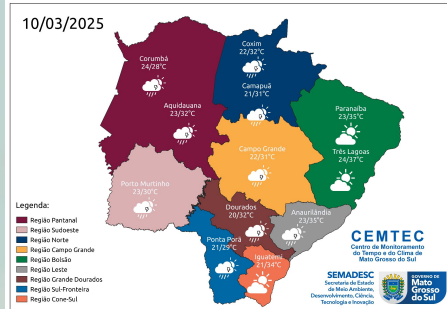 10/03/2025
Corumbá
24/28°C
Aquidauana
23/32°C
Coxim
22/32°C
Camapuã
21/31°C
Paranaíba
23/35°C
Três Lagoas
24/37°C
Campo Grande
22/31°C
Porto Murtinho
23/30°C
Dourados
20/32°C
Anaurilândia
23/35°C
Ponta Porã
21/29°C
Iguatemi
21/34°C
Legenda:
Região Pantanal
Região Sudoeste
Região Norte
Região Campo Grande
Região Bolsão
Região Leste
Região Grande Dourados
Região Sul-Fronteira
Região Cone-Sul
CEMTEC
Centro de Monitoramento
do Tempo e do Clima de
Mato Grosso do Sul
SEMADESC
Secretaria de Estado
de Meio Ambiente,
Desenvolvimento, Ciência,
Tecnologia e Inovação
GOVERNO DE
Mato
Grosso
do Sul